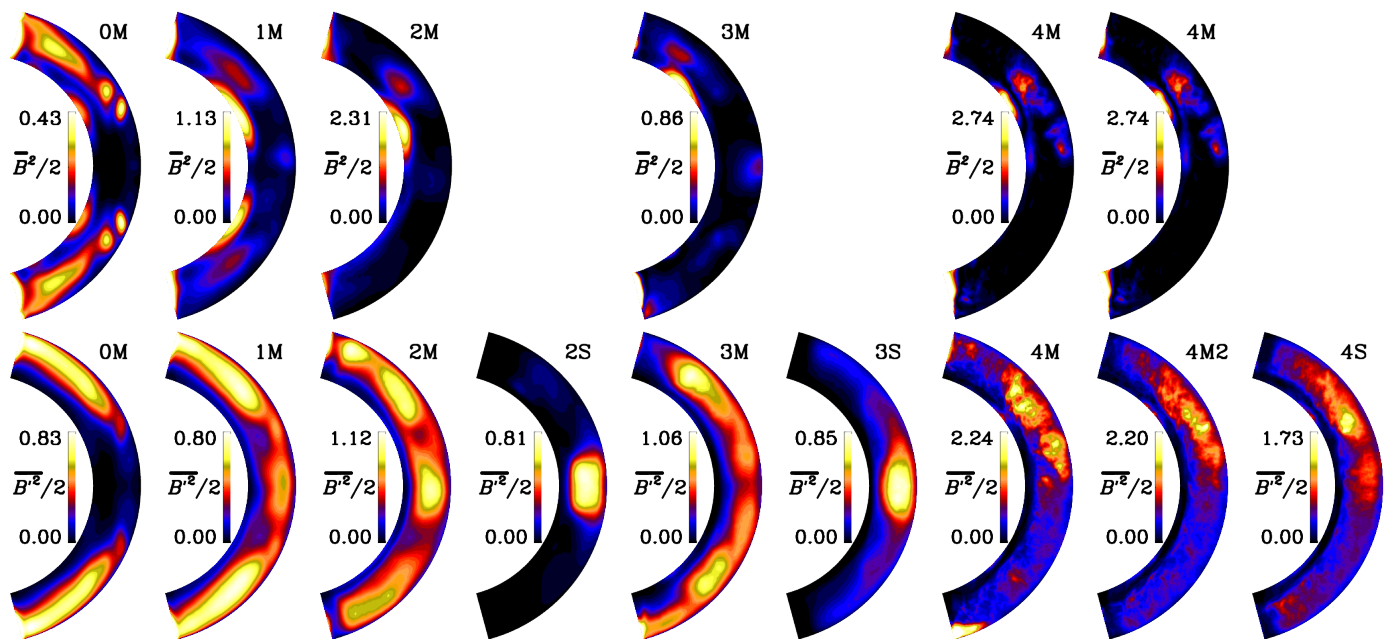 0M
0.43
B̅²/2
0.00
1M
1.13
B̅²/2
0.00
2M
2.31
B̅²/2
0.00
3M
0.86
B̅²/2
0.00
4M
2.74
B̅²/2
0.00
4M
2.74
B̅²/2
0.00
0M
0.83
B'²/2
0.00
1M
0.80
B'²/2
0.00
2M
1.12
B'²/2
0.00
2S
0.81
B'²/2
0.00
3M
1.06
B'²/2
0.00
3S
0.85
B'²/2
0.00
4M
2.24
B'²/2
0.00
4M2
2.20
B'²/2
0.00
4S
1.73
B'²/2
0.00